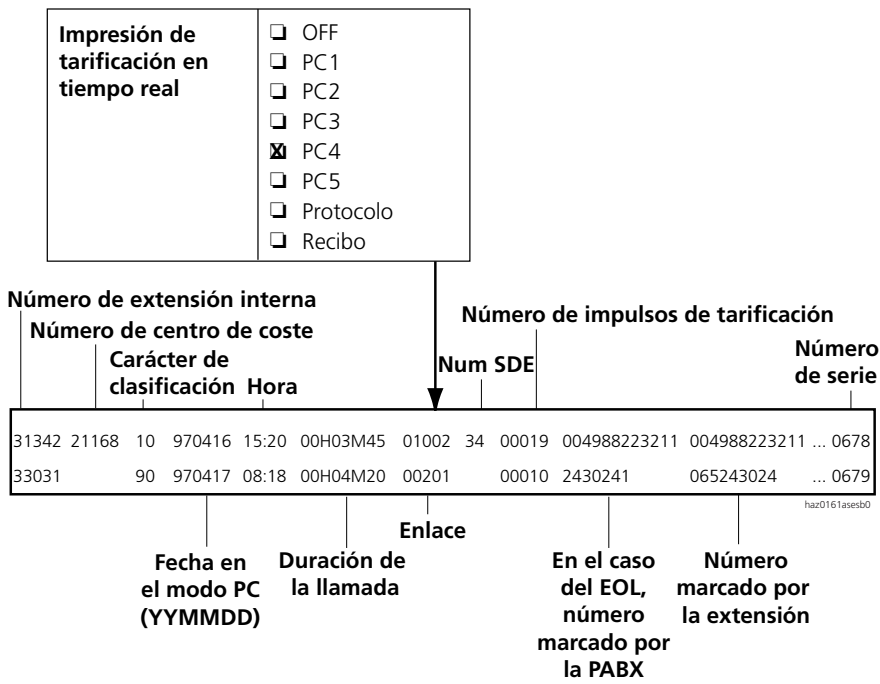 Impresión de
tarificación en
tiempo real
OFF
PC1
PC2
PC3
X PC4
PC5
Protocolo
Recibo
Número de extensión interna
Número de centro de coste
Carácter de
clasificación
Hora
Num SDE
Número de impulsos de tarificación
Número
de serie
31342 21168 10 970416 15:20 00H03M45 01002 34 00019 004988223211 004988223211 ... 0678
33031 90 970417 08:18 00H04M20 00201 00010 2430241 065243024 ... 0679
haz0161asesb0
Fecha en
el modo PC
(YYMMDD)
Duración de
la llamada
Enlace
En el caso
del EOL,
número
marcado por
la PABX
Número
marcado por
la extensión